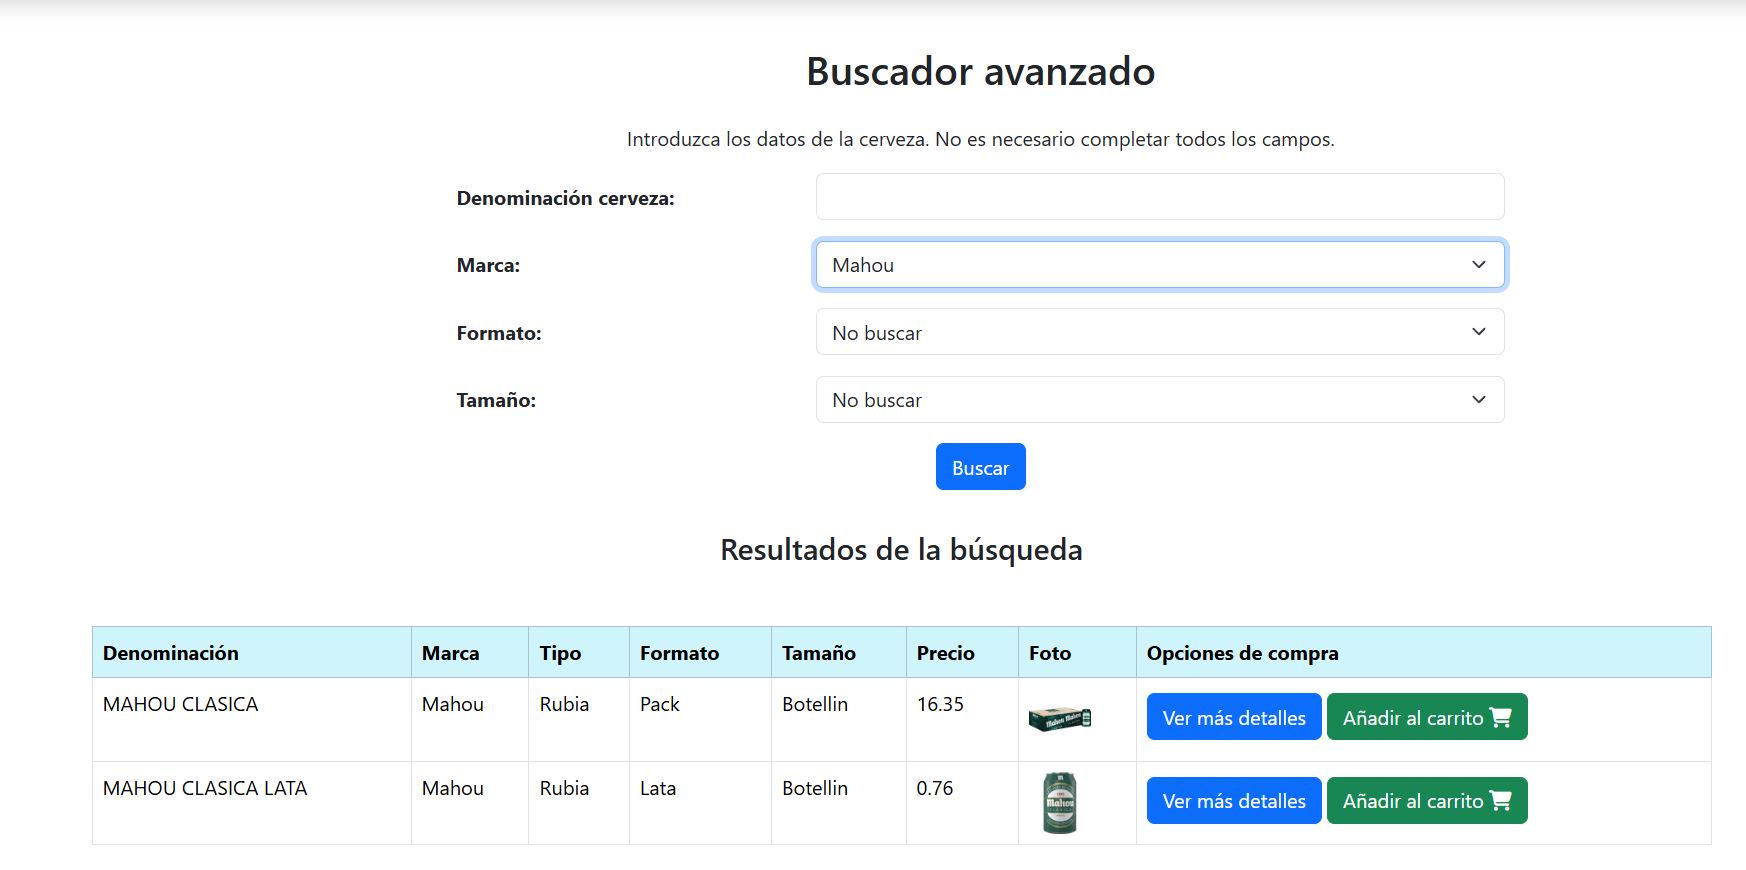 Buscador avanzado
Introduzca los datos de la cerveza. No es necesario completar todos los campos.
Denominación cerveza:
Marca: Mahou
Formato: No buscar
Tamaño: No buscar
Buscar
Resultados de la búsqueda
Denominación Marca Tipo Formato Tamaño Precio Foto Opciones de compra
MAHOU CLASICA Mahou Rubia Pack Botellin 16.35 Mahou Mahou Ver más detalles Añadir al carrito
MAHOU CLASICA LATA Mahou Rubia Lata Botellin 0.76 Mahou Ver más detalles Añadir al carrito